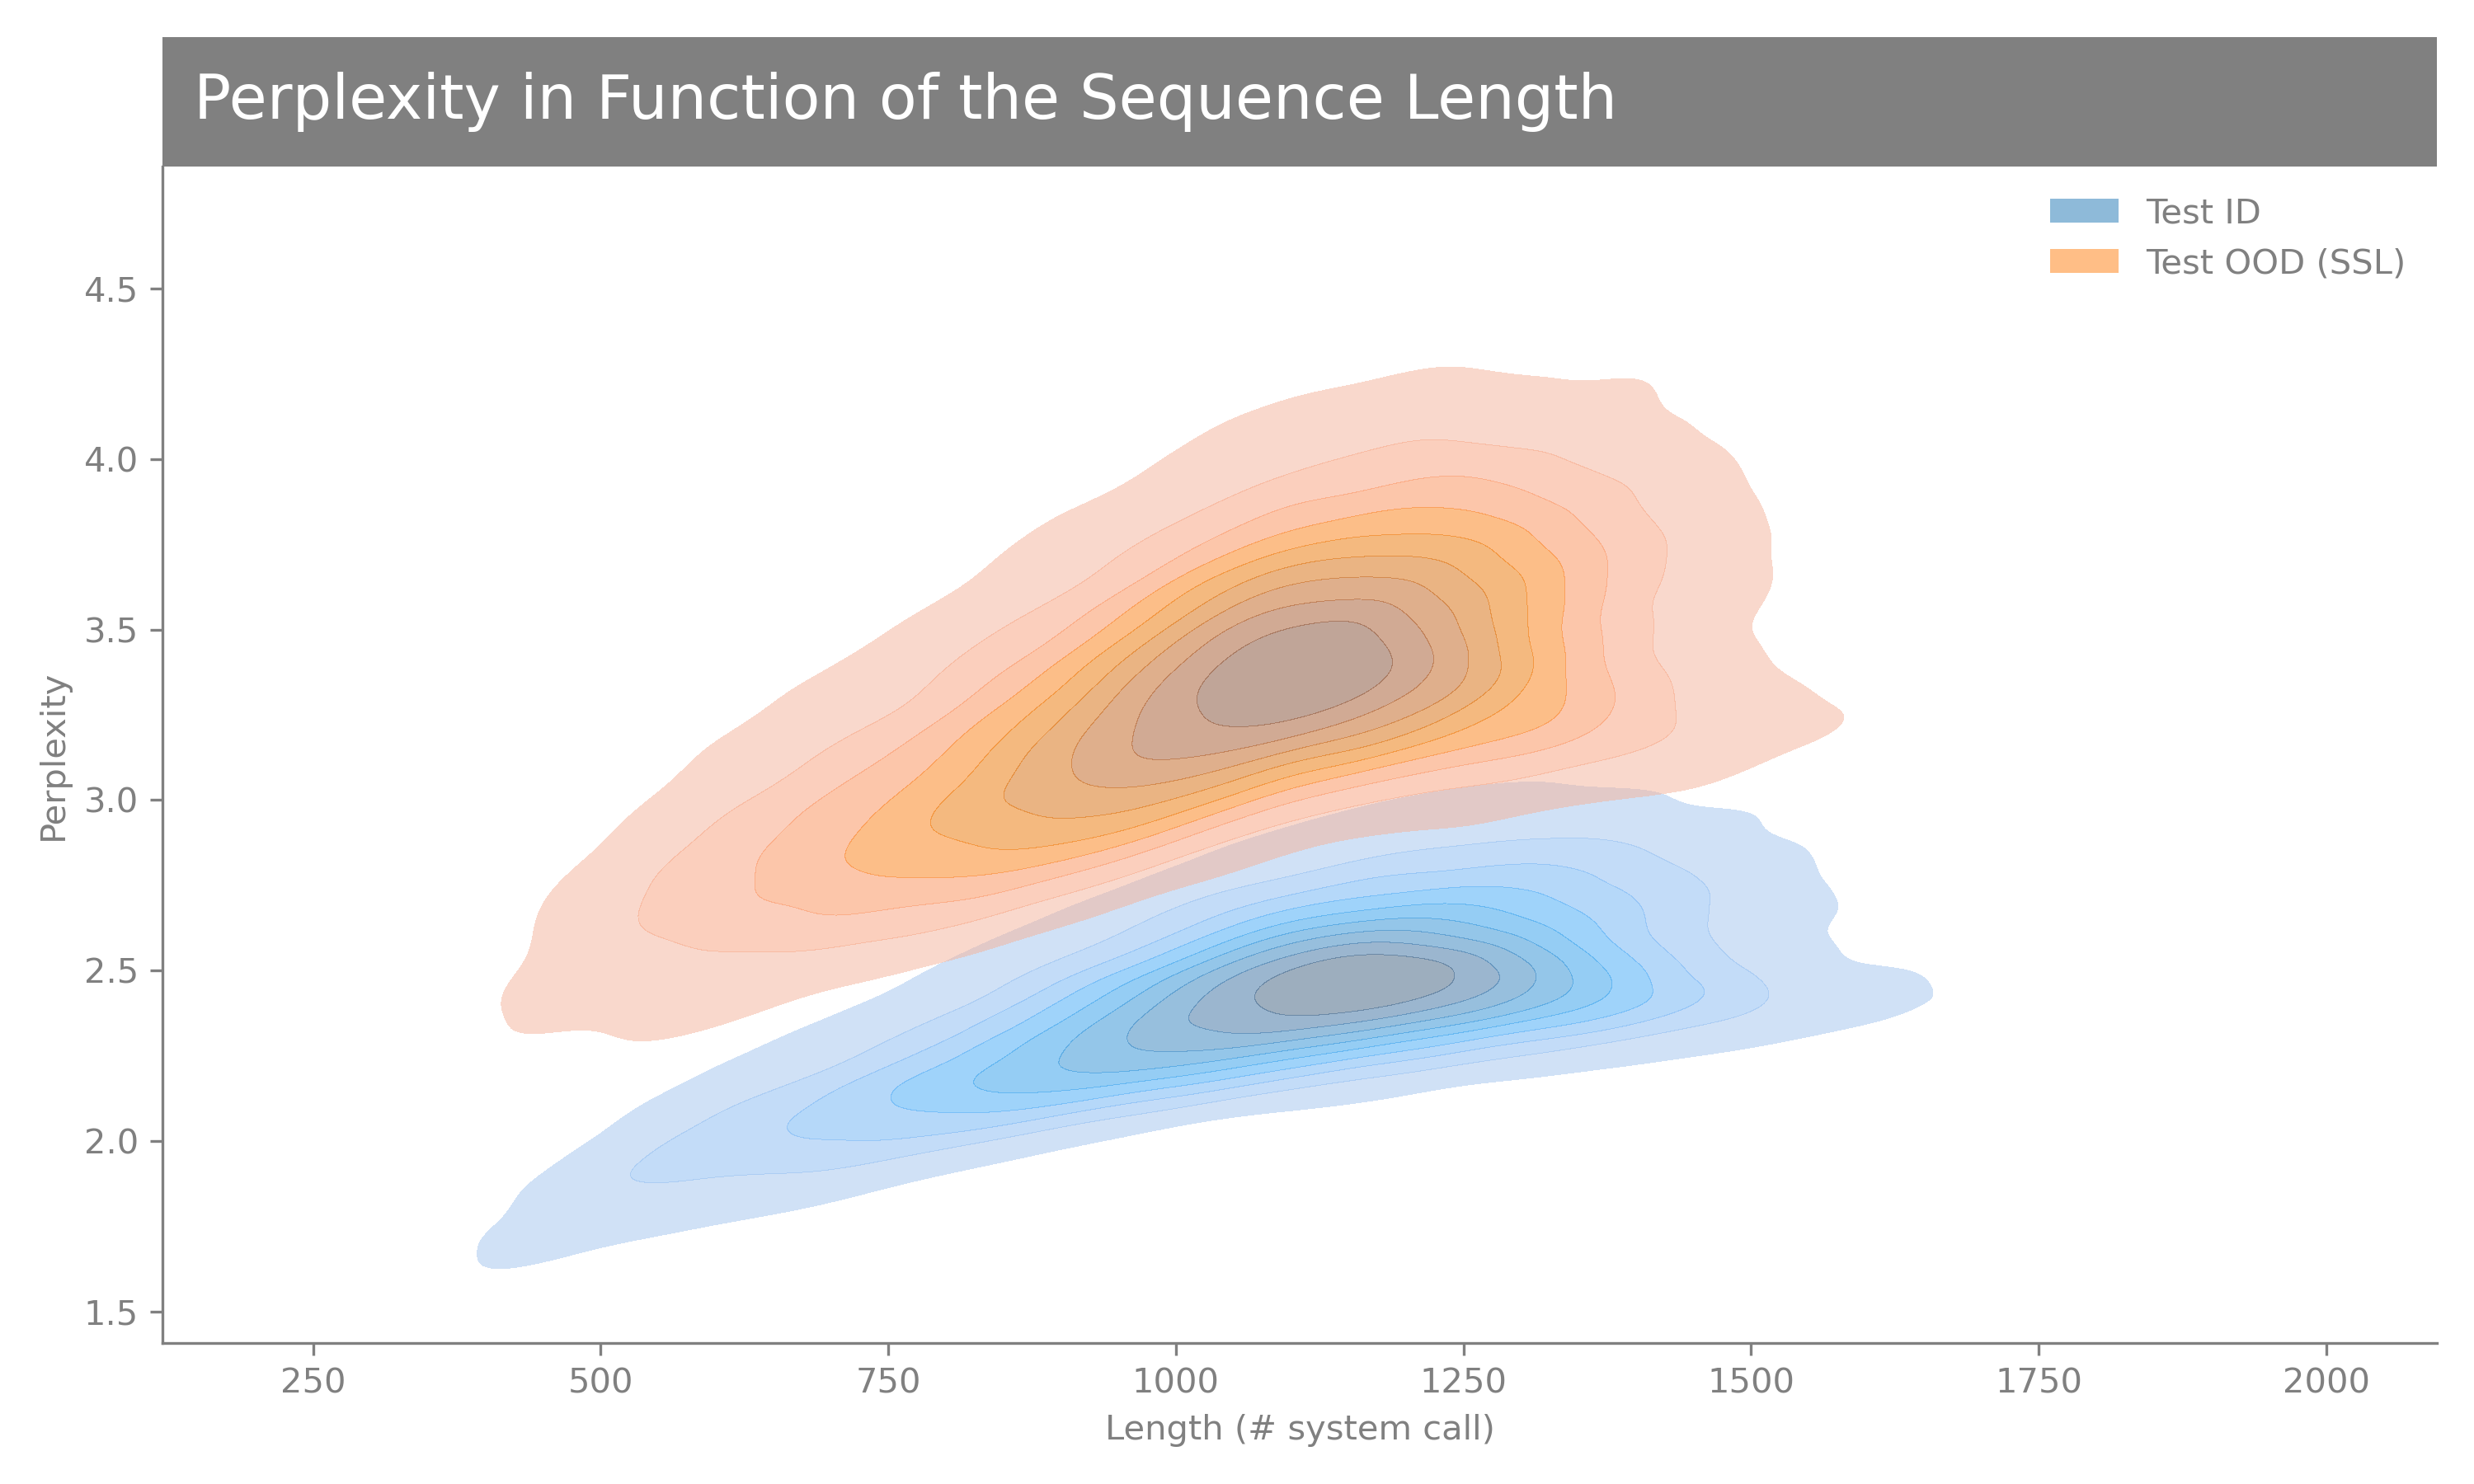 Perplexity in Function of the Sequence Length
Test ID
Test OOD (SSL)
4.5
4.0
3.5
3.0
2.5
2.0
1.5
Perplexity
250 500 750 1000 1250 1500 1750 2000
Length (# system call)